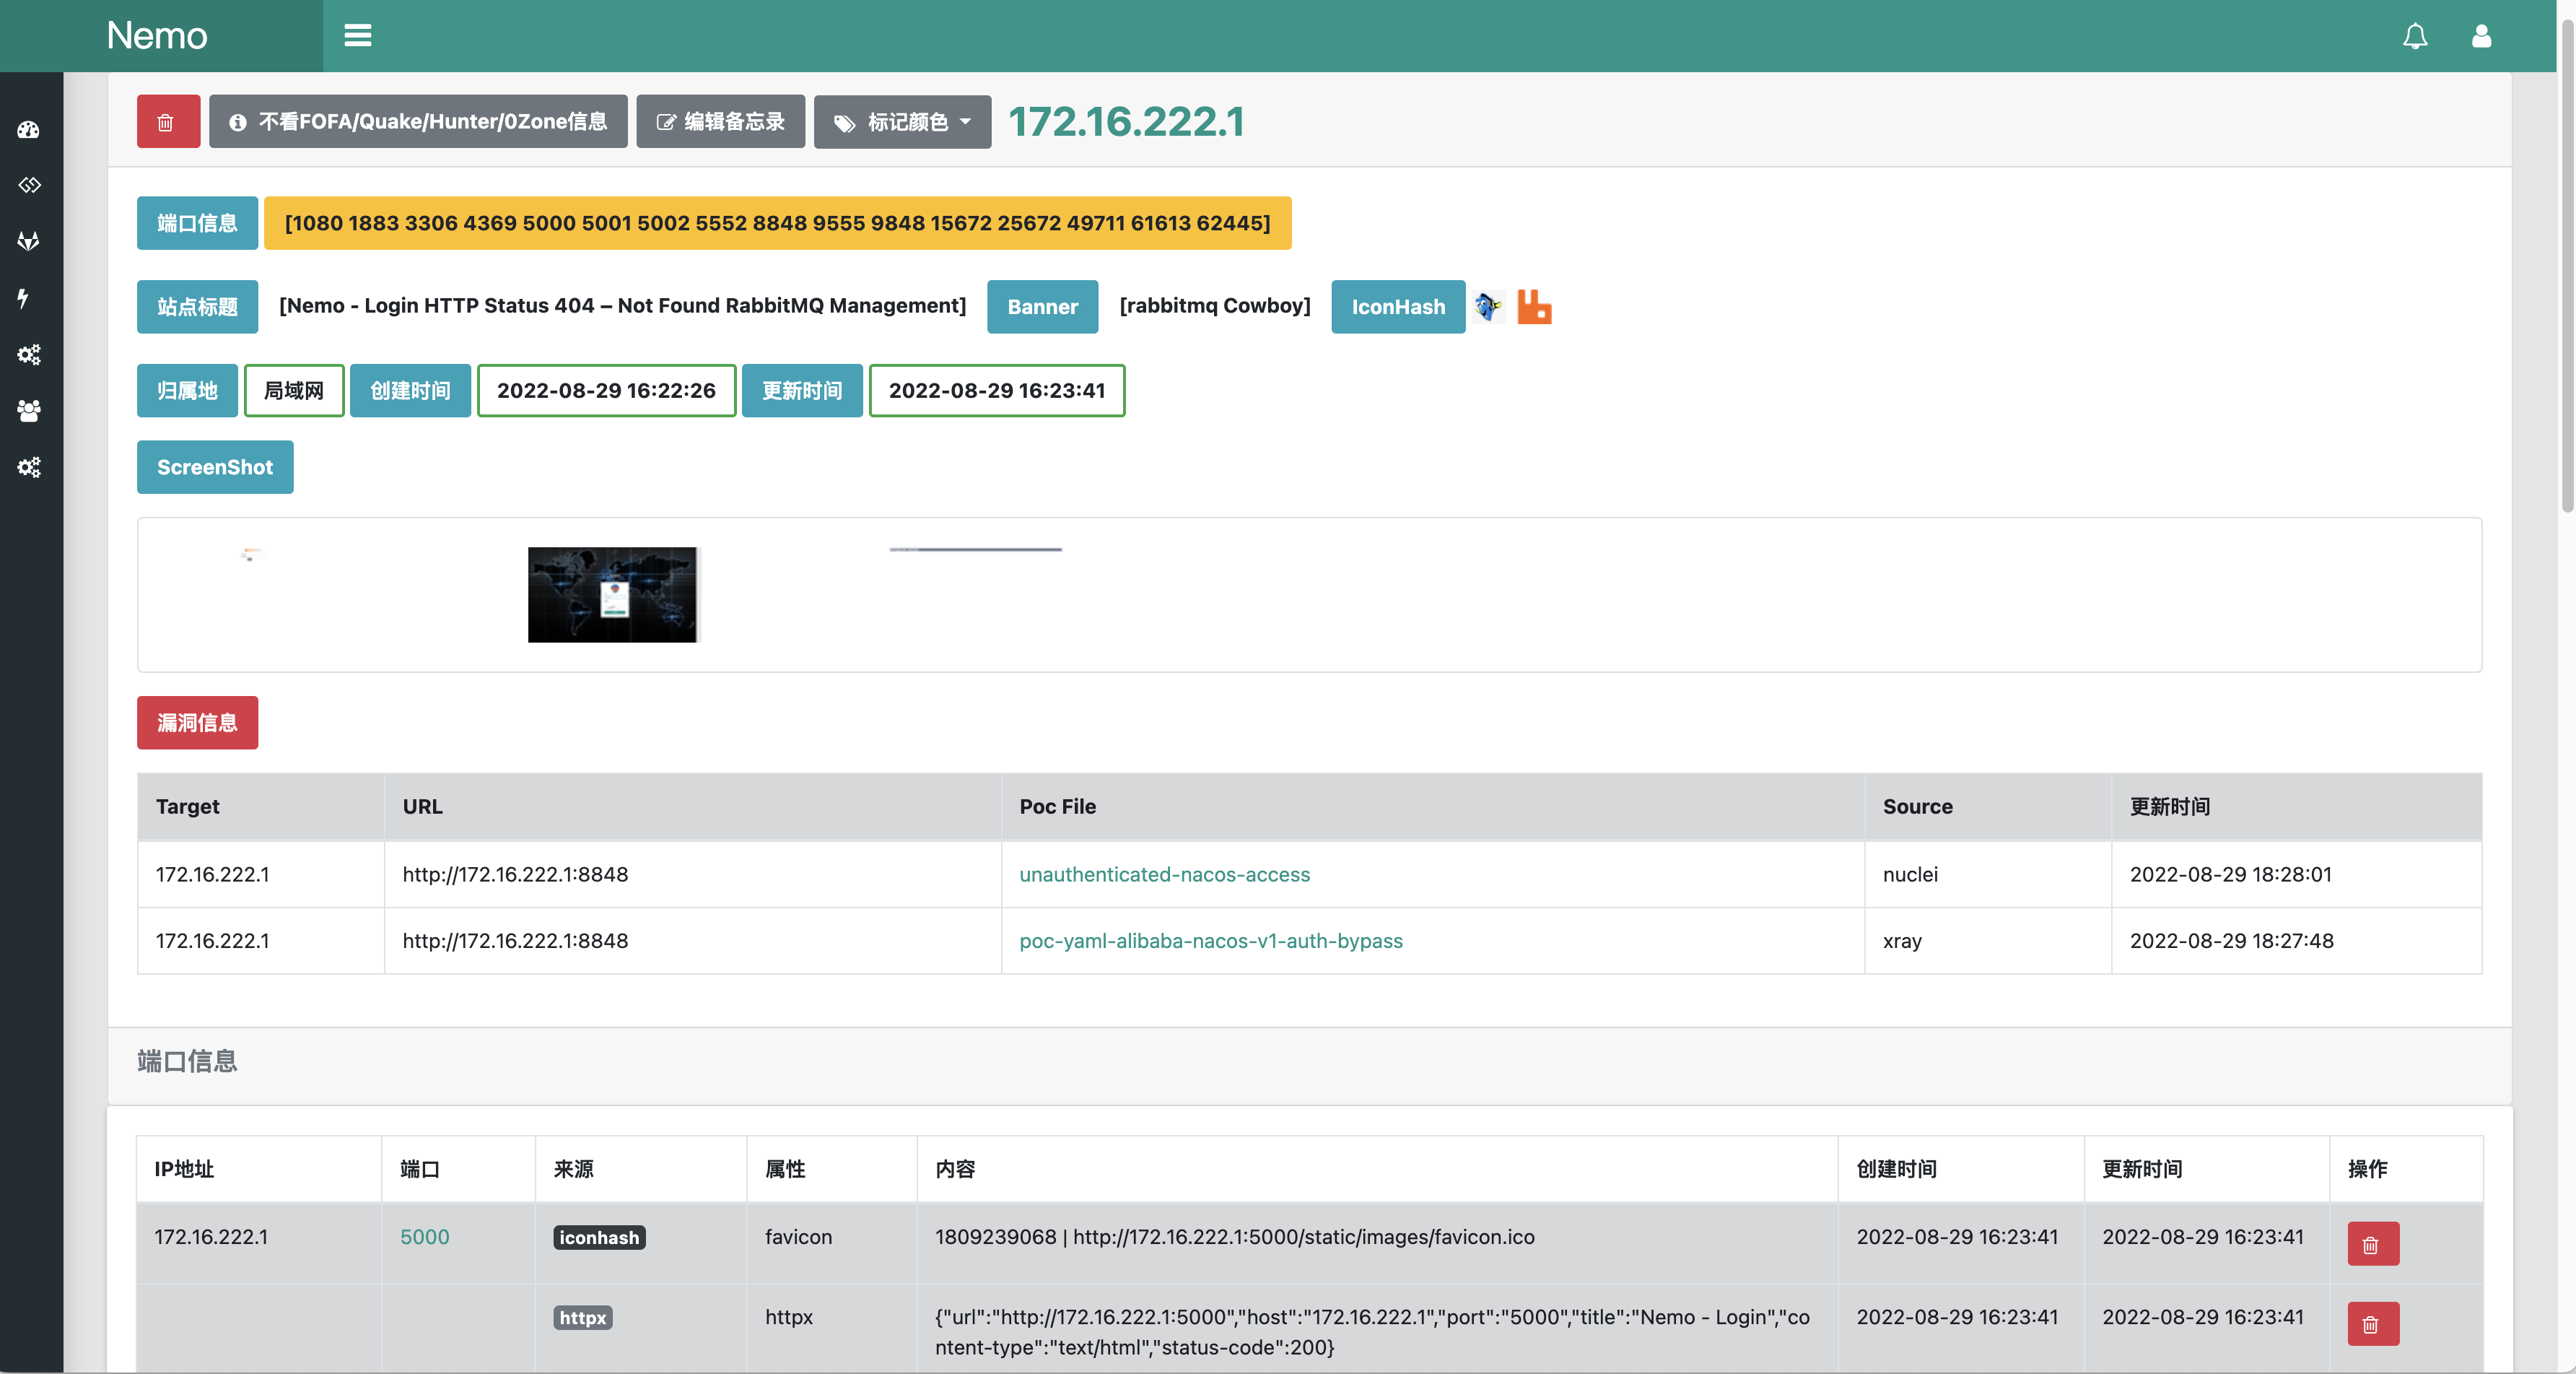 Nemo
不看FOFA/Quake/Hunter/0Zone信息 编辑备忘录 标记颜色 172.16.222.1
端口信息 [1080 1883 3306 4369 5000 5001 5002 5552 8848 9555 9848 15672 25672 49711 61613 62445]
站点标题 [Nemo - Login HTTP Status 404 – Not Found RabbitMQ Management] Banner [rabbitmq Cowboy] IconHash
归属地 局域网 创建时间 2022-08-29 16:22:26 更新时间 2022-08-29 16:23:41
ScreenShot
漏洞信息
Target URL Poc File Source 更新时间
172.16.222.1 http://172.16.222.1:8848 unauthenticated-nacos-access nuclei 2022-08-29 18:28:01
172.16.222.1 http://172.16.222.1:8848 poc-yaml-alibaba-nacos-v1-auth-bypass xray 2022-08-29 18:27:48
端口信息
IP地址 端口 来源 属性 内容 创建时间 更新时间 操作
172.16.222.1 5000 iconhash favicon 1809239068 | http://172.16.222.1:5000/static/images/favicon.ico 2022-08-29 16:23:41 2022-08-29 16:23:41
httpx httpx {"url":"http://172.16.222.1:5000","host":"172.16.222.1","port":"5000","title":"Nemo - Login","co 2022-08-29 16:23:41 2022-08-29 16:23:41
ntent-type":"text/html","status-code":200}